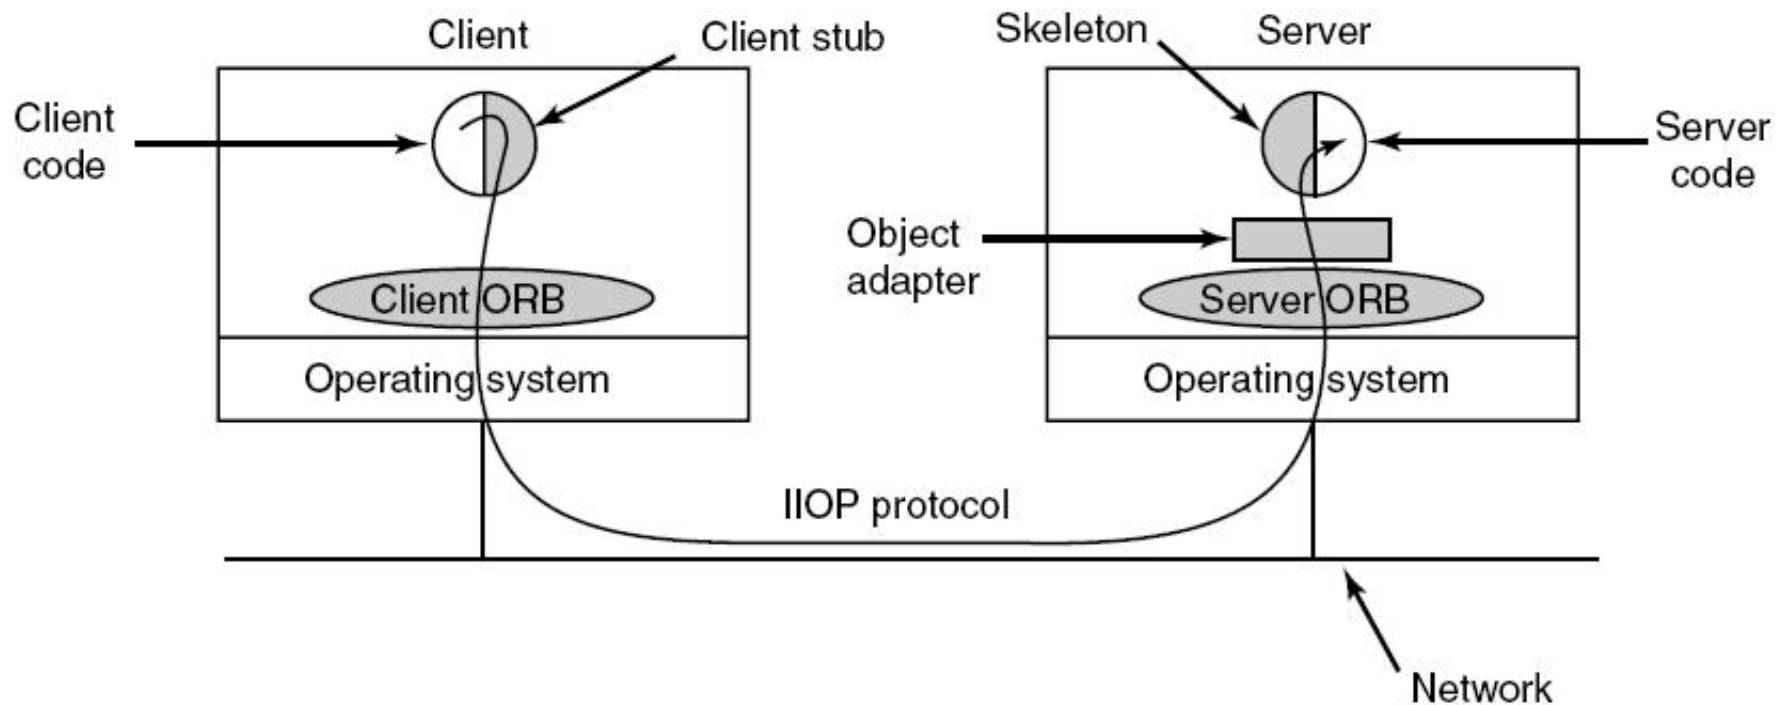 Client
Client stub
Skeleton
Server
Client
code
Server
code
Object
adapter
Client ORB
Server ORB
Operating system
Operating system
IIOP protocol
Network